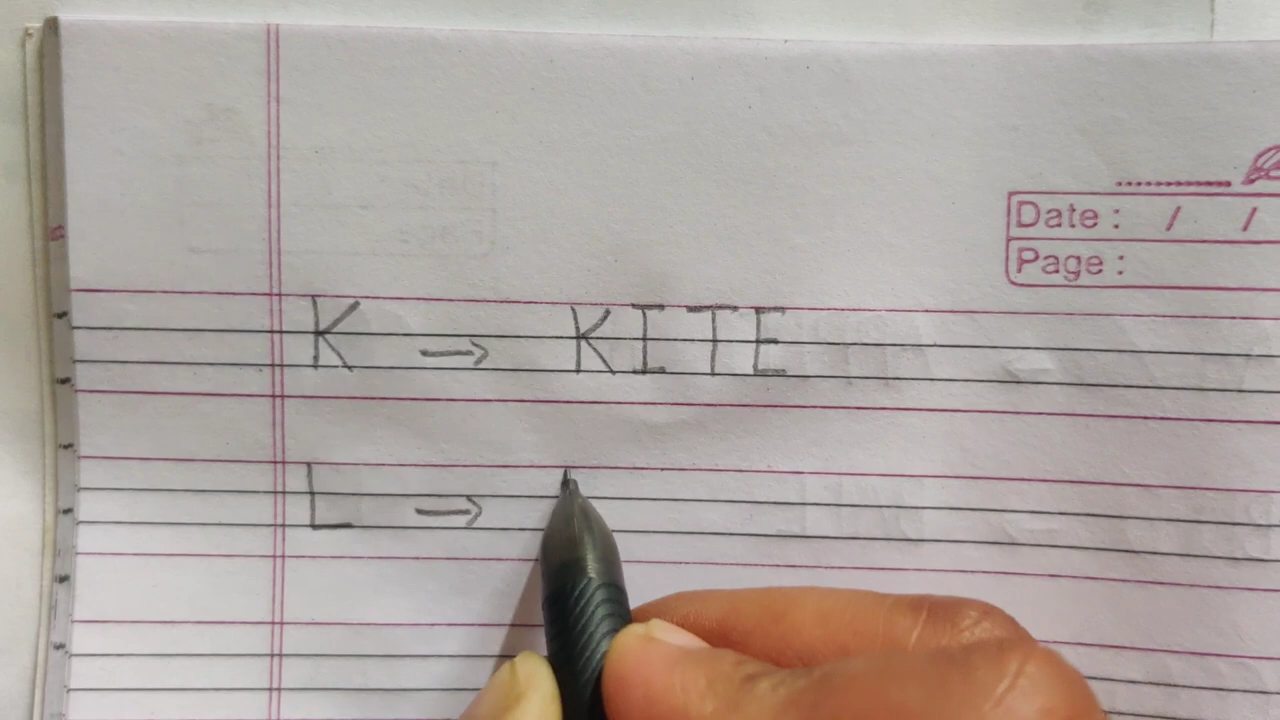 Date : / /
Page :
K → KITE
L →